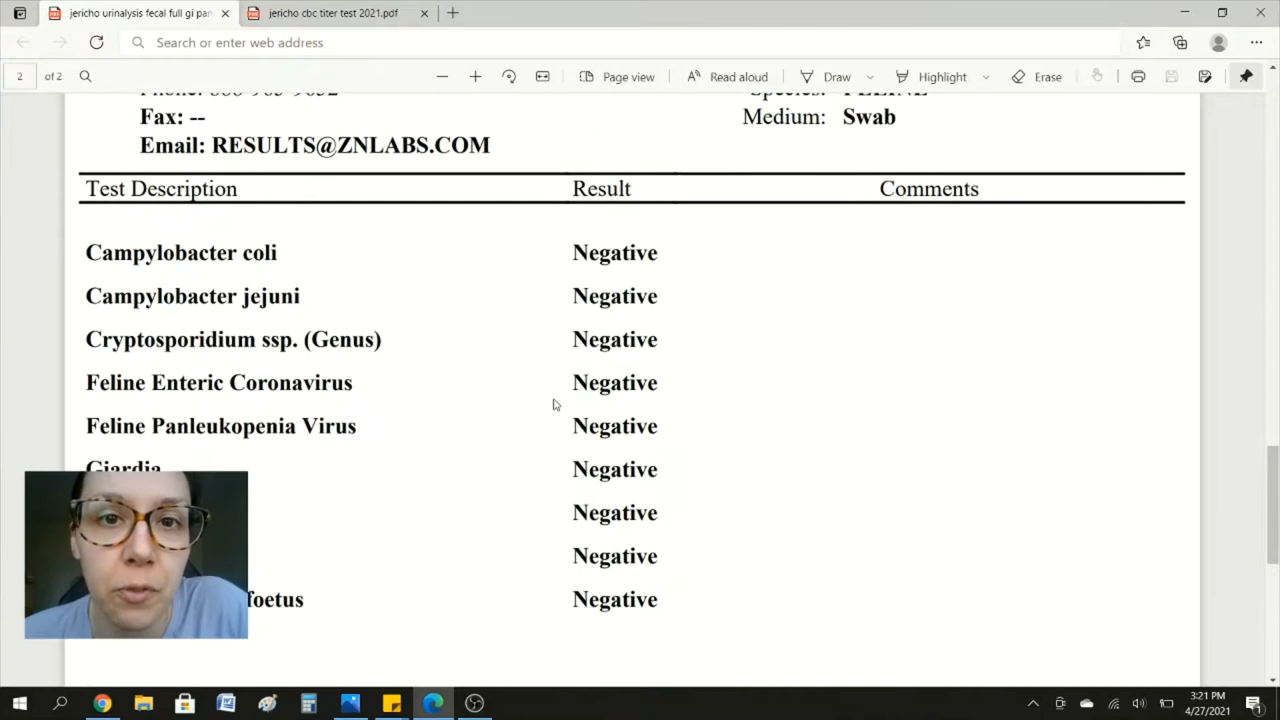 jericho urinalysis fecal full gi pan
jericho cbc titer test 2021.pdf
Search or enter web address
2 of 2
Page view
Read aloud
Draw
Highlight
Erase
Fax: --
Medium: Swab
Email: RESULTS@ZNLABS.COM
Test Description Result Comments
Campylobacter coli Negative
Campylobacter jejuni Negative
Cryptosporidium ssp. (Genus) Negative
Feline Enteric Coronavirus Negative
Feline Panleukopenia Virus Negative
Giardia Negative
Negative
Negative
foetus Negative
3:21 PM
4/27/2021